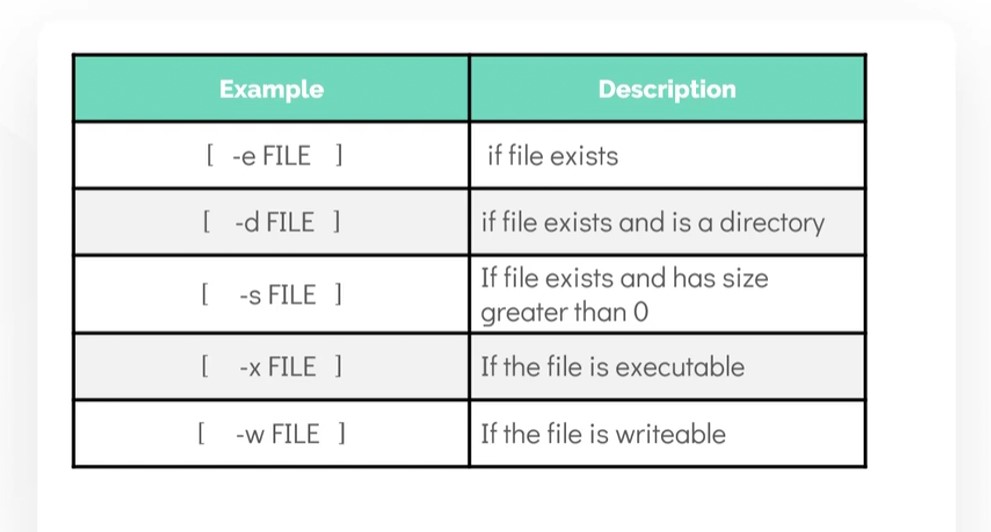 Example Description
[ -e FILE ] if file exists
[ -d FILE ] if file exists and is a directory
[ -s FILE ] If file exists and has size
greater than 0
[ -x FILE ] If the file is executable
[ -w FILE ] If the file is writeable